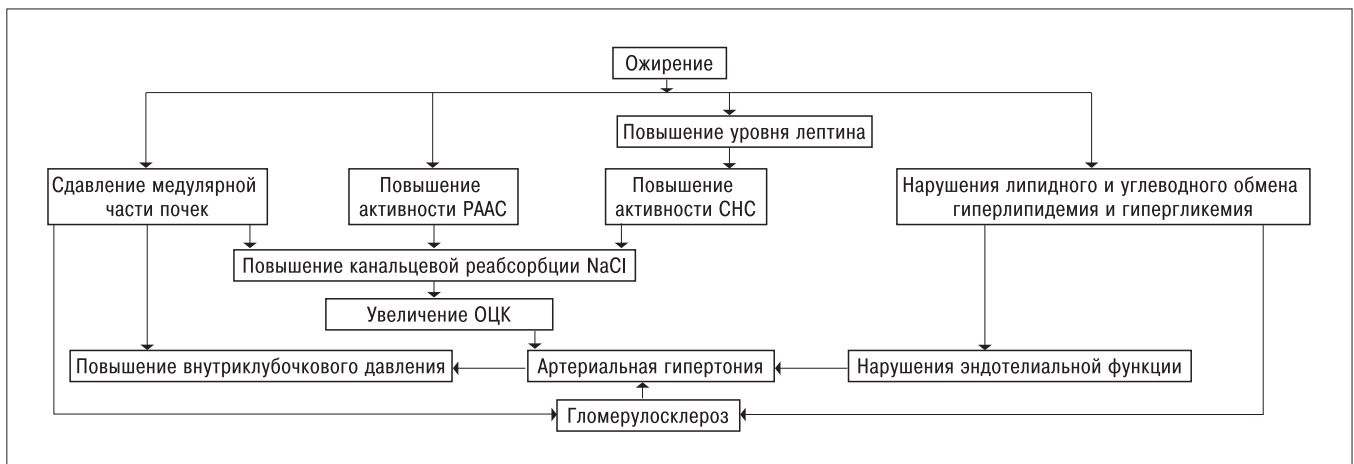 Ожирение
Повышение уровня лептина
Сдавление медулярной
части почек
Повышение
активности РААС
Повышение
активности СНС
Нарушения липидного и углеводного обмена
гиперлипидемия и гипергликемия
Повышение канальцевой реабсорбции NaCl
Увеличение ОЦК
Повышение внутриклубочкового давления
Артериальная гипертония
Нарушения эндотелиальной функции
Гломерулосклероз